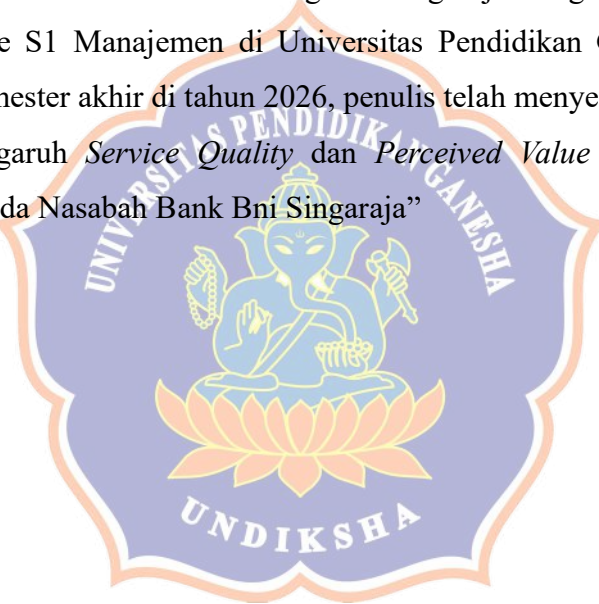 e S1 Manajemen di Universitas Pendidikan
mester akhir di tahun 2026, penulis telah menye
garuh Service Quality dan Perceived Value
da Nasabah Bank Bni Singaraja”
UNIVERSITAS PENDIDIKAN GANESHA
UNDIKSHA